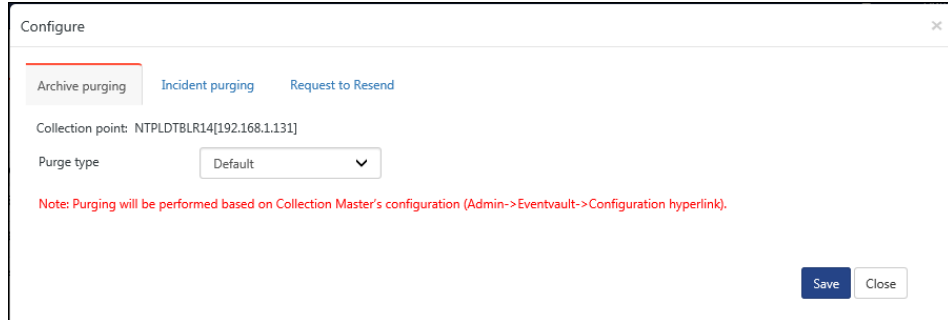 Configure ×
Archive purging Incident purging Request to Resend
Collection point: NTPLDTBLR14[192.168.1.131]
Purge type Default
Note: Purging will be performed based on Collection Master's configuration (Admin->Eventvault->Configuration hyperlink).
Save Close